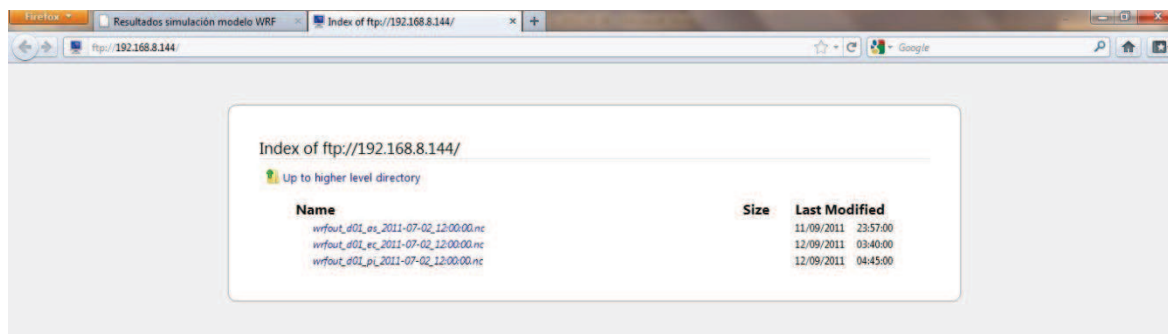 Firefox
Resultados simulación modelo WRF
Index of ftp://192.168.8.144/
ftp://192.168.8.144/
Google
Index of ftp://192.168.8.144/
Up to higher level directory
Name Size Last Modified
wrfout_d01_as_2011-07-02_12:00:00.nc 11/09/2011 23:57:00
wrfout_d01_ec_2011-07-02_12:00:00.nc 12/09/2011 03:40:00
wrfout_d01_pi_2011-07-02_12:00:00.nc 12/09/2011 04:45:00